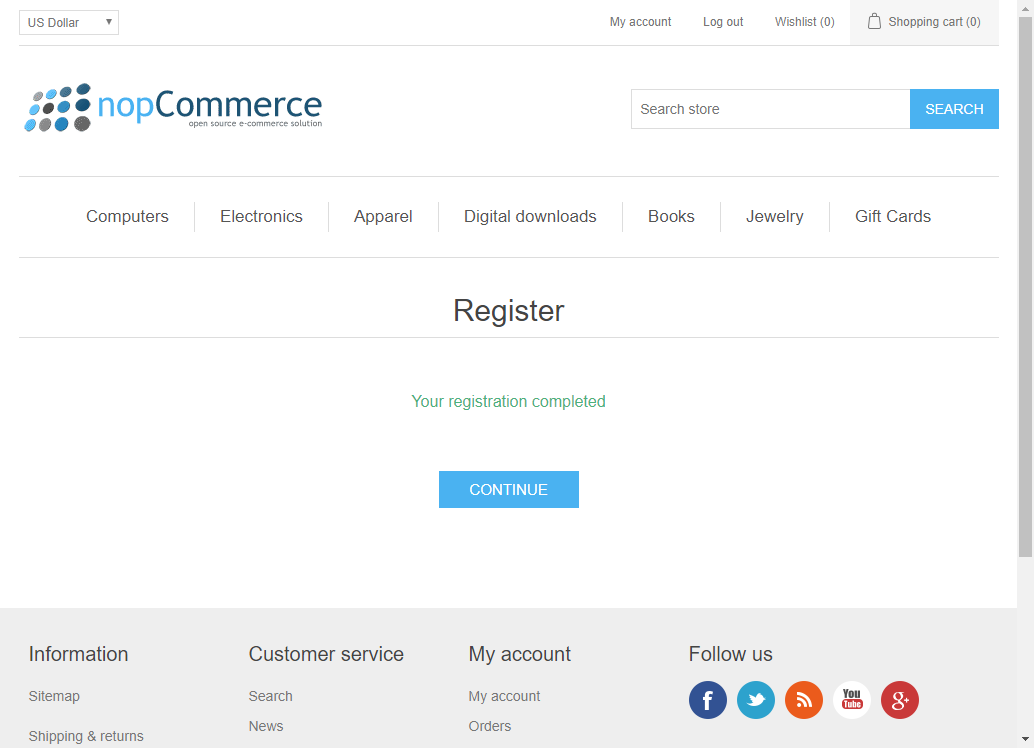 US Dollar
My account
Log out
Wishlist (0)
Shopping cart (0)
nopCommerce
open source e-commerce solution
Search store
SEARCH
Computers
Electronics
Apparel
Digital downloads
Books
Jewelry
Gift Cards
Register
Your registration completed
CONTINUE
Information
Sitemap
Shipping & returns
Customer service
Search
News
My account
My account
Orders
Follow us
f
You
Tube
g+